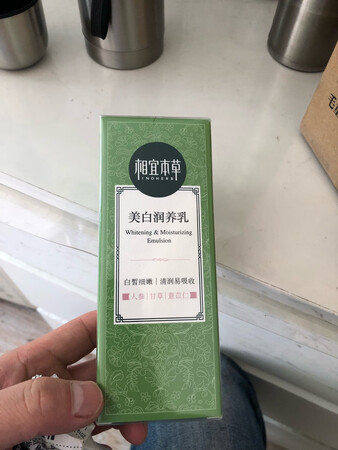 相宜本草
INOHERB
美白润养乳
Whitening & Moisturizing
Emulsion
白皙细嫩｜清润易吸收
人参｜甘草｜薏苡仁